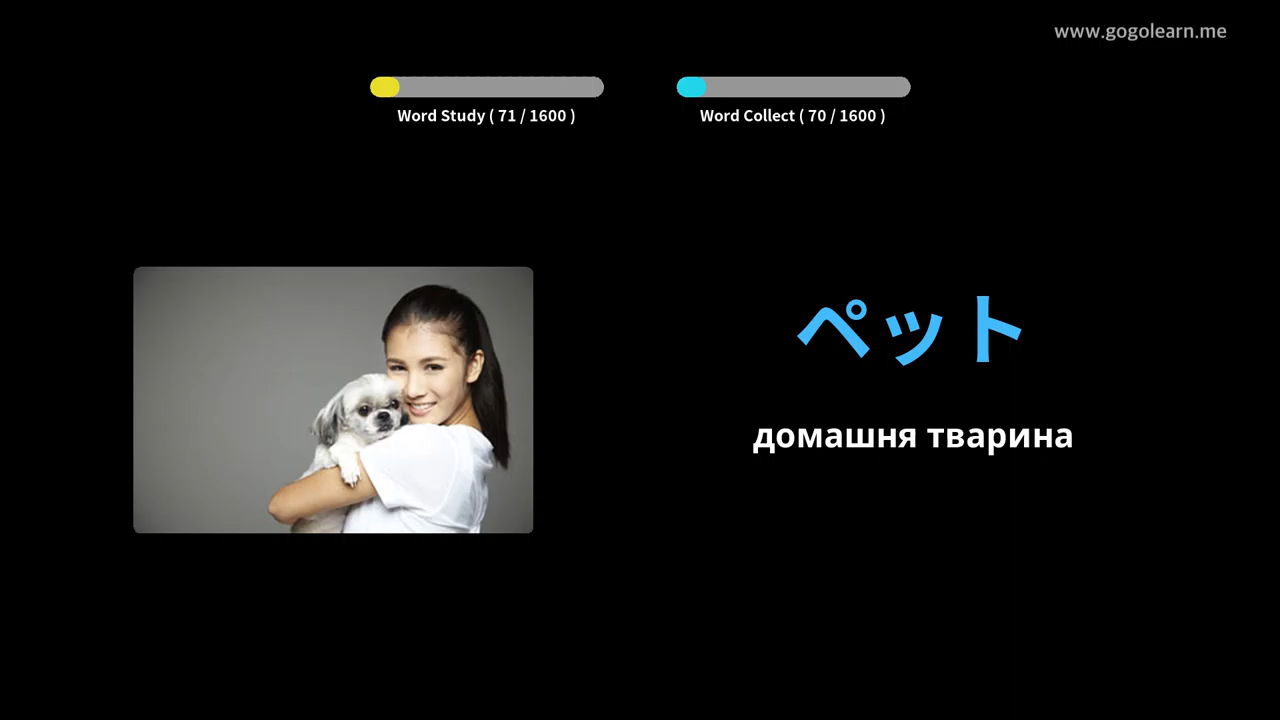 www.gogolearn.me
Word Study ( 71 / 1600 )
Word Collect ( 70 / 1600 )
ペット
домашня тварина